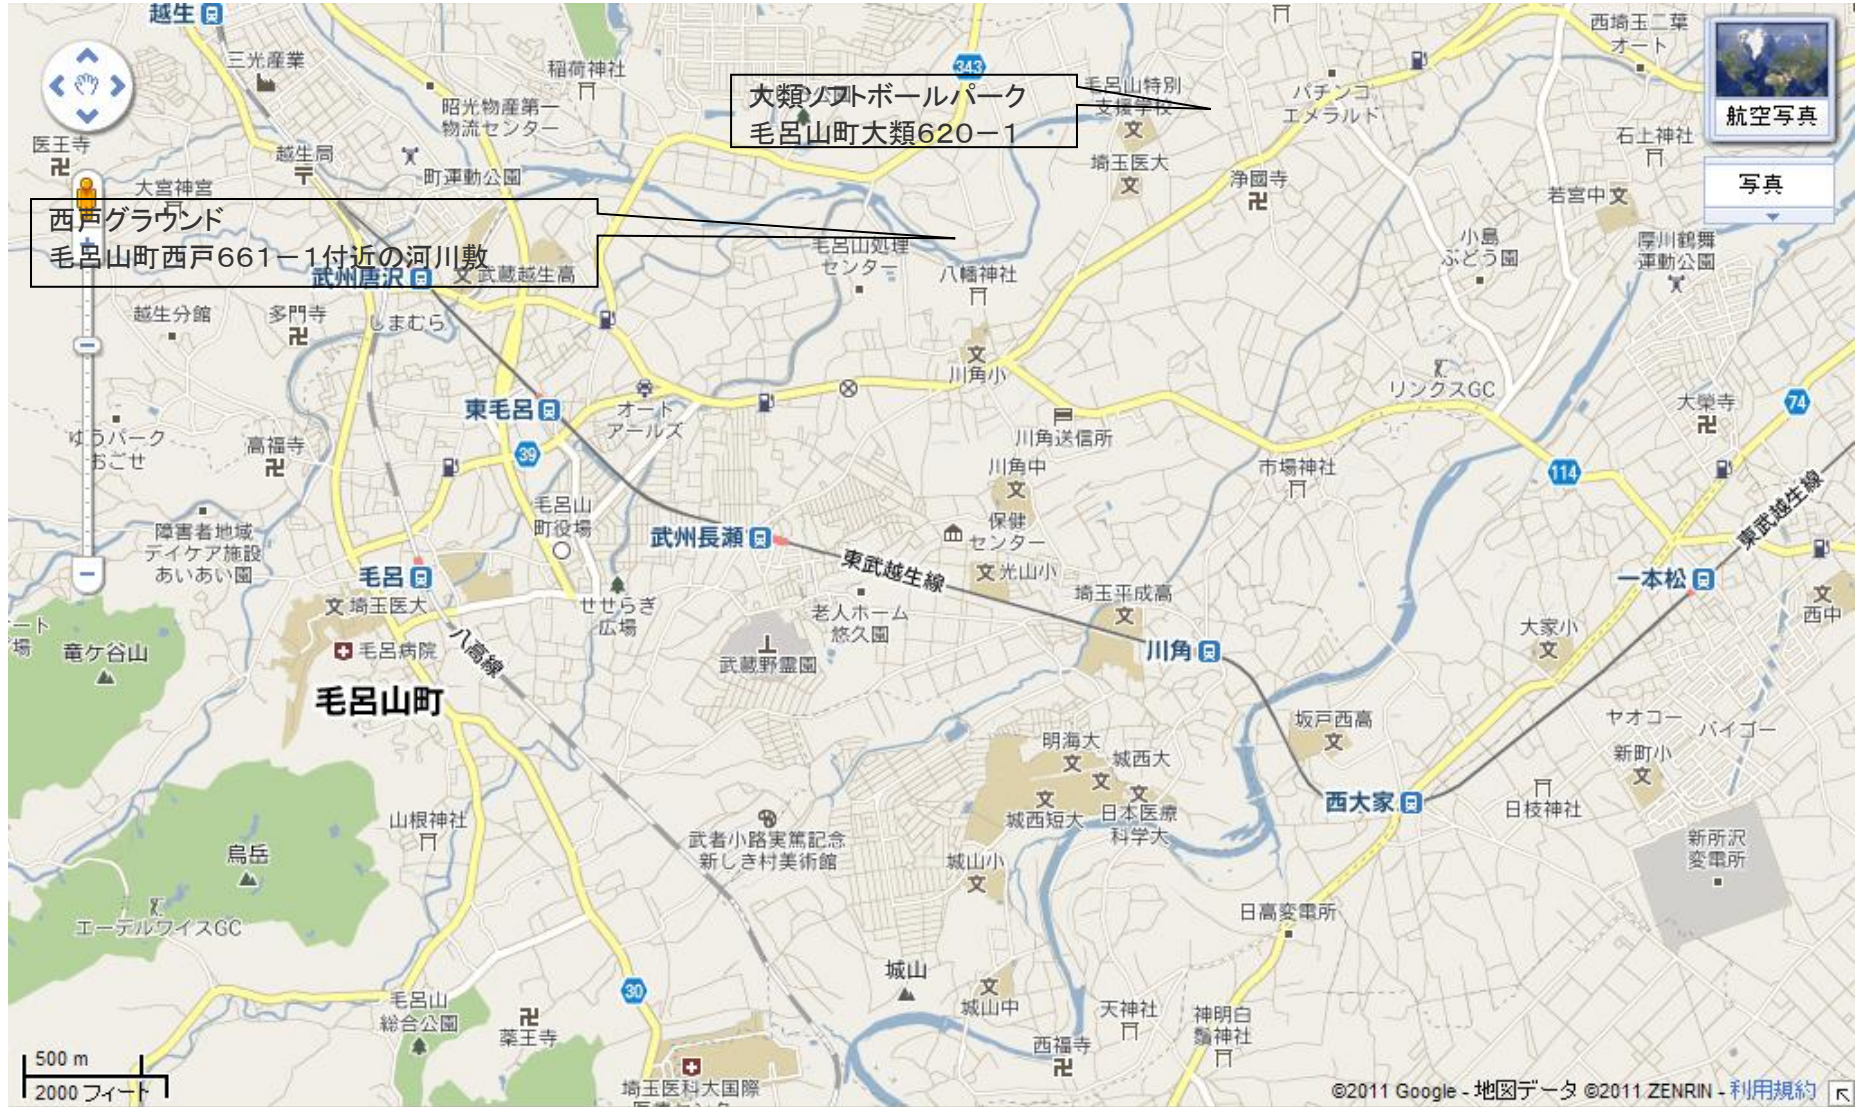 越生
三光産業
稲荷神社
343
西埼玉二葉
オート
航空写真
写真
昭光物産第一
物流センター
大類ソフトボールパーク
毛呂山町大類620-1
毛呂山特別
支援学校
パチンコ
エメラルド
医王寺
越生局
町運動公園
埼玉医大
浄國寺
石上神社
大宮神宮
若宮中
西戸グラウンド
毛呂山町西戸661-1付近の河川敷
武州唐沢
武蔵越生高
毛呂山処理
センター
八幡神社
小島
ぶどう園
厚川鶴舞
運動公園
越生分館
多門寺
しまむら
川角小
リンクスGC
東毛呂
オート
アールズ
大榮寺
74
ゆうパーク
おごせ
高福寺
39
川角送信所
川角中
市場神社
114
毛呂山
町役場
武州長瀬
保健
センター
東武越生線
東武越生線
障害者地域
デイケア施設
あいあい園
毛呂
光山小
埼玉平成高
一本松
西中
埼玉医大
せせらぎ
広場
老人ホーム
悠久園
大家小
竜ケ谷山
毛呂病院
八高線
武蔵野霊園
川角
毛呂山町
坂戸西高
ヤオコー
バイゴー
新町小
明海大
城西大
城西短大
日本医療
科学大
西大家
日枝神社
山根神社
武者小路実篤記念
新しき村美術館
城山小
新所沢
変電所
烏岳
エーデルワイスGC
日高変電所
30
城山
城山中
毛呂山
総合公園
薬王寺
天神社
神明白
鬚神社
西福寺
500 m
2000 フィート
埼玉医科大国際
©2011 Google - 地図データ ©2011 ZENRIN - 利用規約